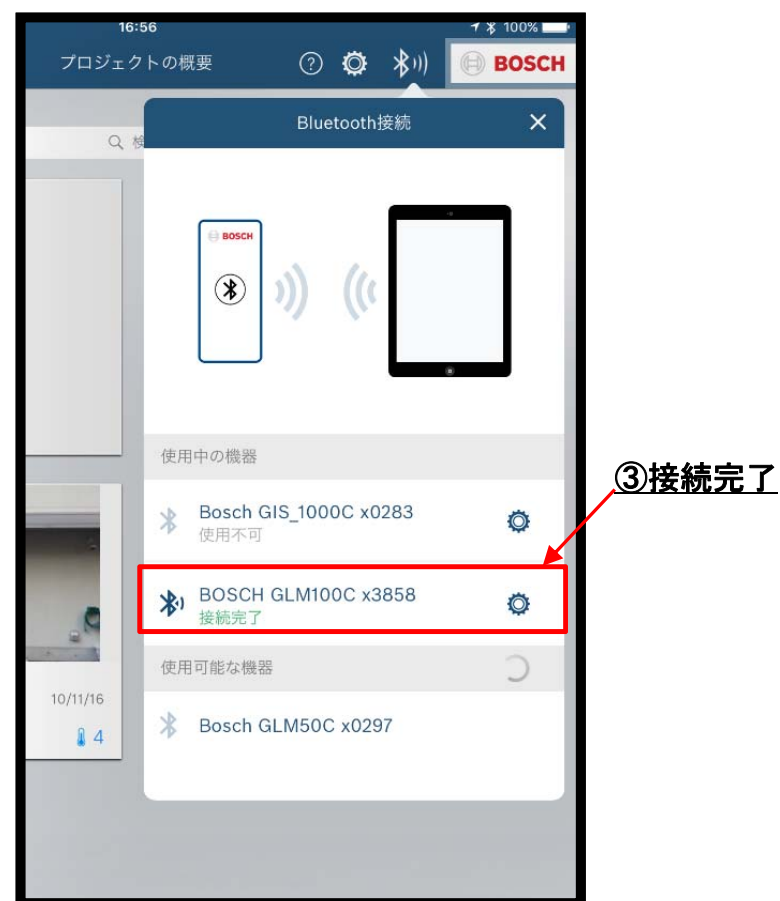 16:56
100%
プロジェクトの概要
?
BOSCH
検
Bluetooth接続
BOSCH
使用中の機器
Bosch GIS_1000C x0283
使用不可
③接続完了
BOSCH GLM100C x3858
接続完了
使用可能な機器
10/11/16
4
Bosch GLM50C x0297